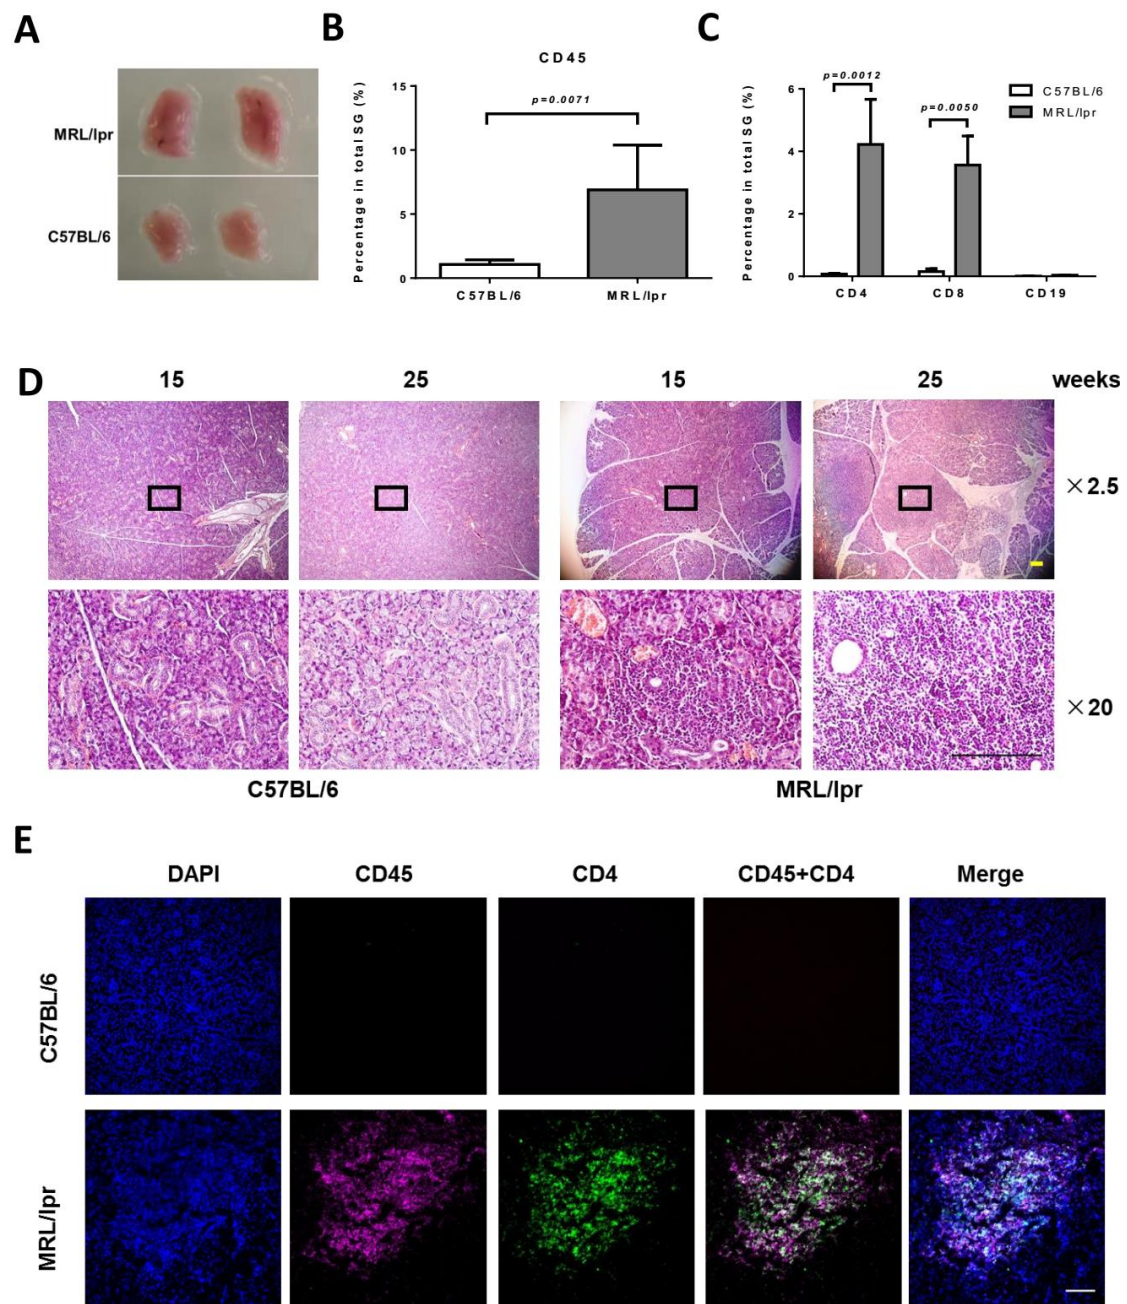 A
MRL/lpr
C57BL/6
B
CD45
Percentage in total SG (%)
15
10
5
0
p=0.0071
C57BL/6
MRL/lpr
C
Percentage in total SG (%)
6
4
2
0
p=0.0012
p=0.0050
C57BL/6
MRL/lpr
CD4
CD8
CD19
D
15
25
15
25
weeks
×2.5
×20
C57BL/6
MRL/lpr
E
DAPI
CD45
CD4
CD45+CD4
Merge
C57BL/6
MRL/lpr